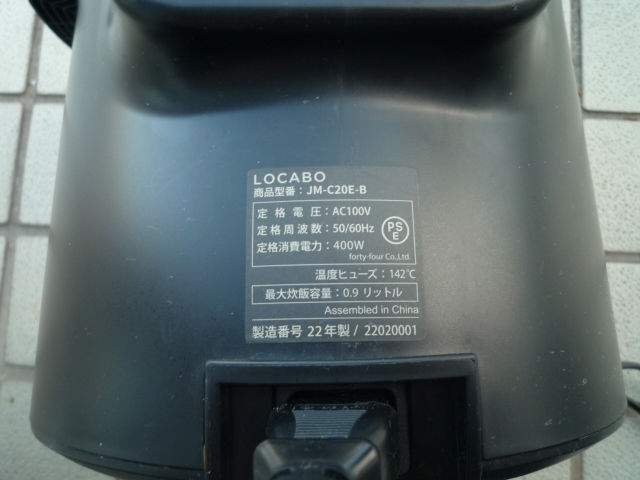 LOCABO
商品型番：JM-C20E-B
定格電圧：AC100V
定格周波数：50/60Hz
定格消費電力：400W
PS
E
forty-four Co.,Ltd.
温度ヒューズ：142℃
最大炊飯容量：0.9 リットル
Assembled in China
製造番号 22年製 / 22020001